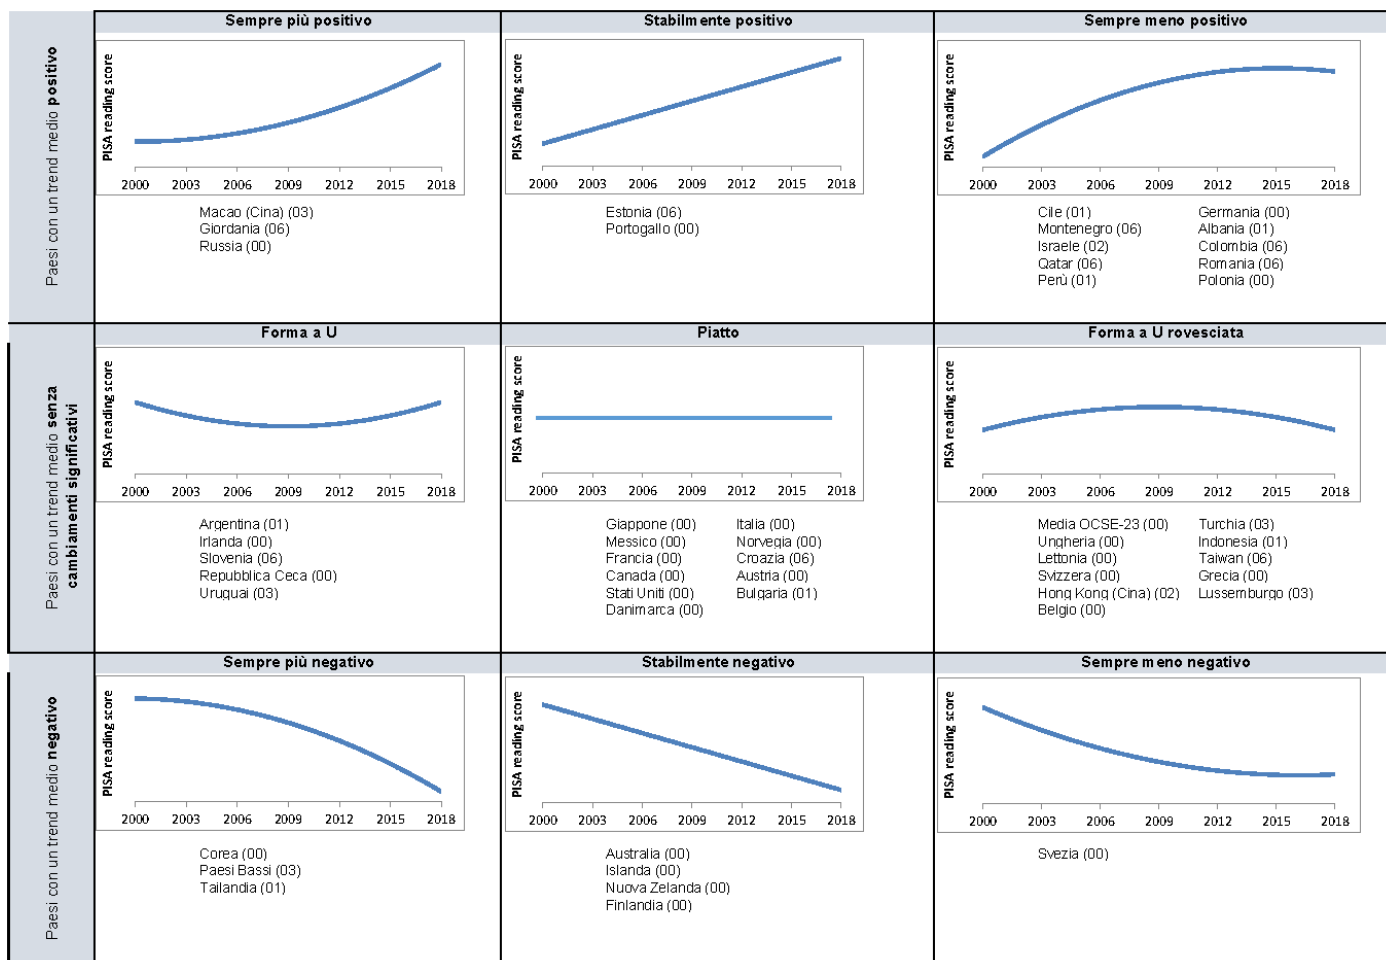 Sempre più positivo
Stabilmente positivo
Sempre meno positivo
Paesi con un trend medio positivo
PISA reading score
2000 2003 2006 2009 2012 2015 2018
Macao (Cina) (03)
Giordania (06)
Russia (00)
PISA reading score
2000 2003 2006 2009 2012 2015 2018
Estonia (06)
Portogallo (00)
PISA reading score
2000 2003 2006 2009 2012 2015 2018
Cile (01) Germania (00)
Montenegro (06) Albania (01)
Israele (02) Colombia (06)
Qatar (06) Romania (06)
Perù (01) Polonia (00)
Forma a U
Piatto
Forma a U rovesciata
Paesi con un trend medio senza
cambiamenti significativi
PISA reading score
2000 2003 2006 2009 2012 2015 2018
Argentina (01)
Irlanda (00)
Slovenia (06)
Repubblica Ceca (00)
Uruguai (03)
PISA reading score
2000 2003 2006 2009 2012 2015 2018
Giappone (00) Italia (00)
Messico (00) Norvegia (00)
Francia (00) Croazia (06)
Canada (00) Austria (00)
Stati Uniti (00) Bulgaria (01)
Danimarca (00)
PISA reading score
2000 2003 2006 2009 2012 2015 2018
Media OCSE-23 (00) Turchia (03)
Ungheria (00) Indonesia (01)
Lettonia (00) Taiwan (06)
Svizzera (00) Grecia (00)
Hong Kong (Cina) (02) Lussemburgo (03)
Belgio (00)
Sempre più negativo
Stabilmente negativo
Sempre meno negativo
Paesi con un trend medio negativo
PISA reading score
2000 2003 2006 2009 2012 2015 2018
Corea (00)
Paesi Bassi (03)
Tailandia (01)
PISA reading score
2000 2003 2006 2009 2012 2015 2018
Australia (00)
Islanda (00)
Nuova Zelanda (00)
Finlandia (00)
PISA reading score
2000 2003 2006 2009 2012 2015 2018
Svezia (00)